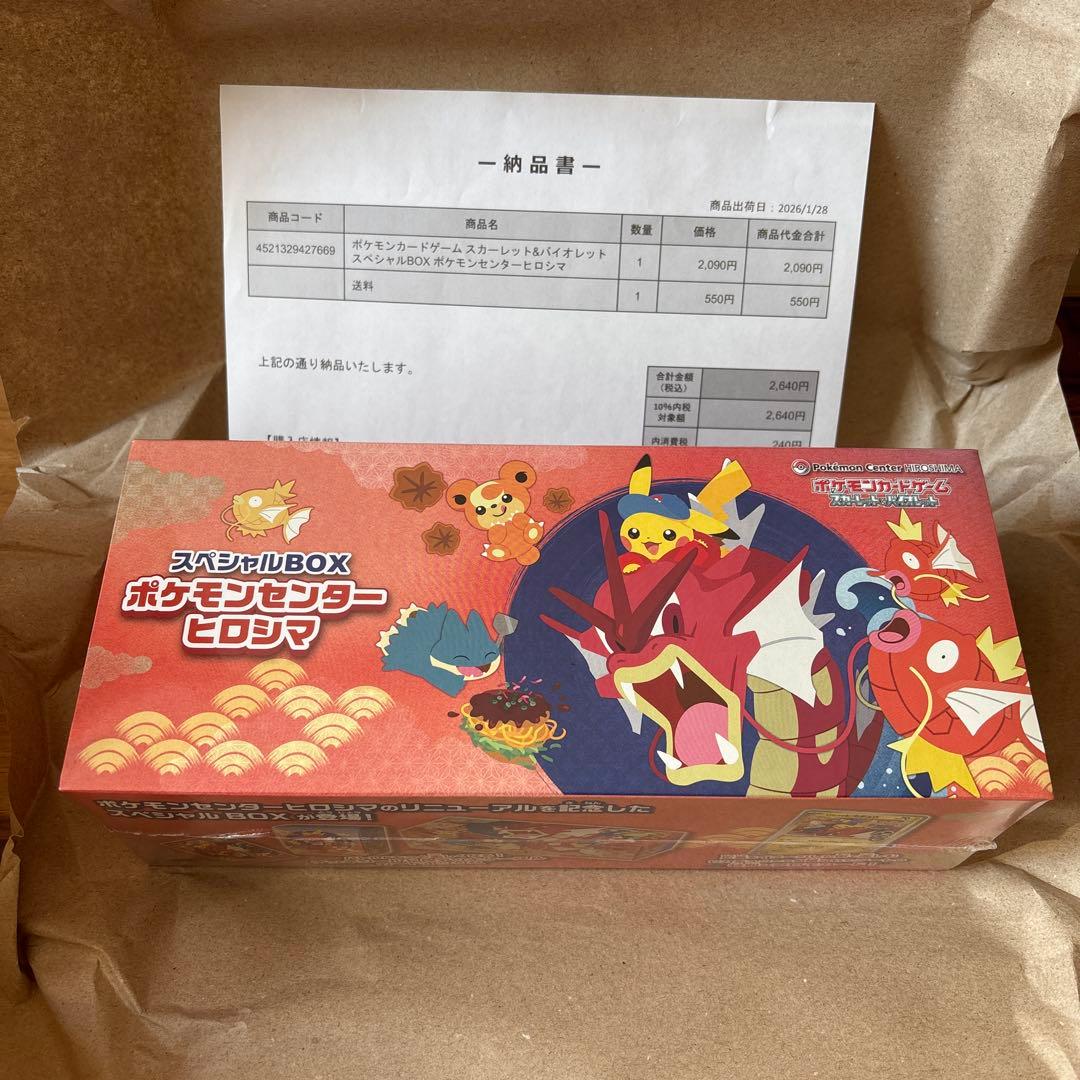 ー納品書ー
商品出荷日：2026/1/28
商品コード 商品名 数量 価格 商品代金合計
4521329427669 ポケモンカードゲーム スカーレット&バイオレット
スペシャルBOX ポケモンセンターヒロシマ 1 2,090円 2,090円
送料 1 550円 550円
上記の通り納品いたします。
合計金額
（税込） 2,640円
10%内税
対象額 2,640円
内消費税 240円
Pokémon Center HIROSHIMA
ポケモンカードゲーム
スカーレット&バイオレット
スペシャルBOX
ポケモンセンター
ヒロシマ
ポケモンセンターヒロシマのリニューアルを記念した
スペシャルBOXが登場！